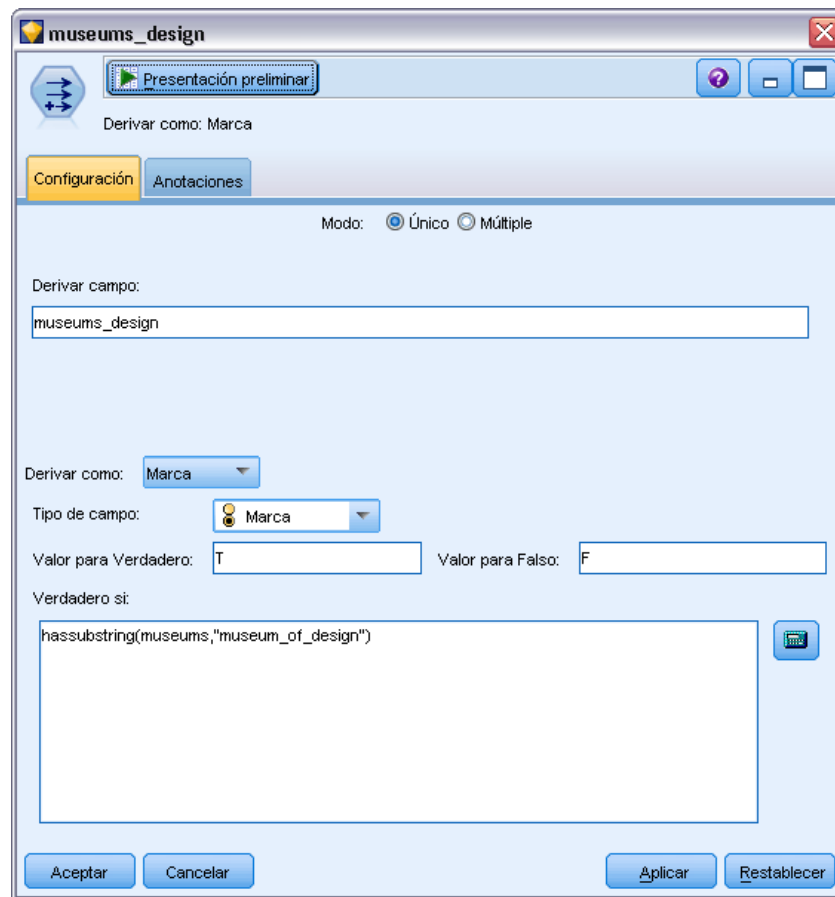 museums_design
Presentación preliminar
Derivar como: Marca
Configuración Anotaciones
Modo: Único Múltiple
Derivar campo:
museums_design
Derivar como: Marca
Tipo de campo: Marca
Valor para Verdadero: T Valor para Falso: F
Verdadero si:
hassubstring(museums,"museum_of_design")
Aceptar Cancelar Aplicar Restablecer